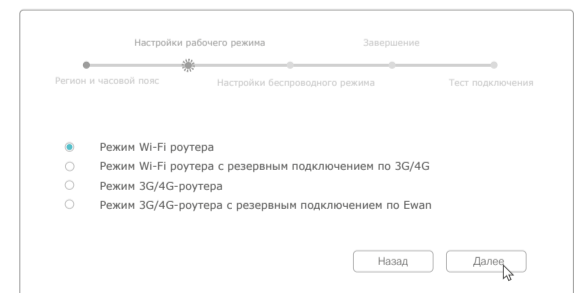 Настройки рабочего режима
Завершение
Регион и часовой пояс
Настройки беспроводного режима
Тест подключения
Режим Wi-Fi роутера
Режим Wi-Fi роутера с резервным подключением по 3G/4G
Режим 3G/4G-роутера
Режим 3G/4G-роутера с резервным подключением по Ewan
Назад
Далее